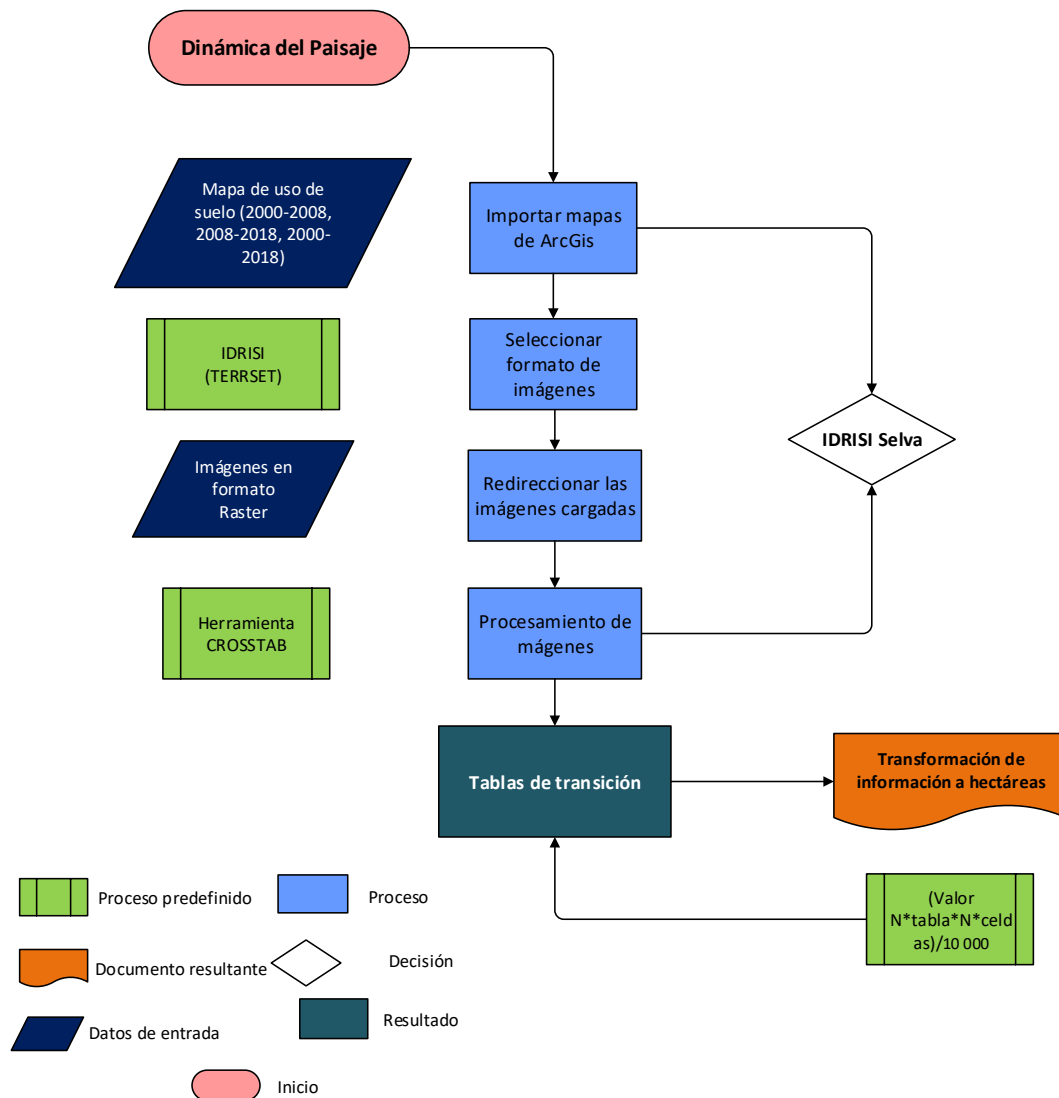 Dinámica del Paisaje
Mapa de uso de
suelo (2000-2008,
2008-2018, 2000-
2018)
Importar mapas
de ArcGis
IDRISI
(TERRSET)
Seleccionar
formato de
imágenes
IDRISI Selva
Imágenes en
formato
Raster
Redireccionar las
imágenes cargadas
Herramienta
CROSSTAB
Procesamiento de
mágenes
Tablas de transición
Transformación de
información a hectáreas
(Valor
N*tabla*N*celd
as)/10 000
Proceso predefinido
Proceso
Documento resultante
Decisión
Datos de entrada
Resultado
Inicio